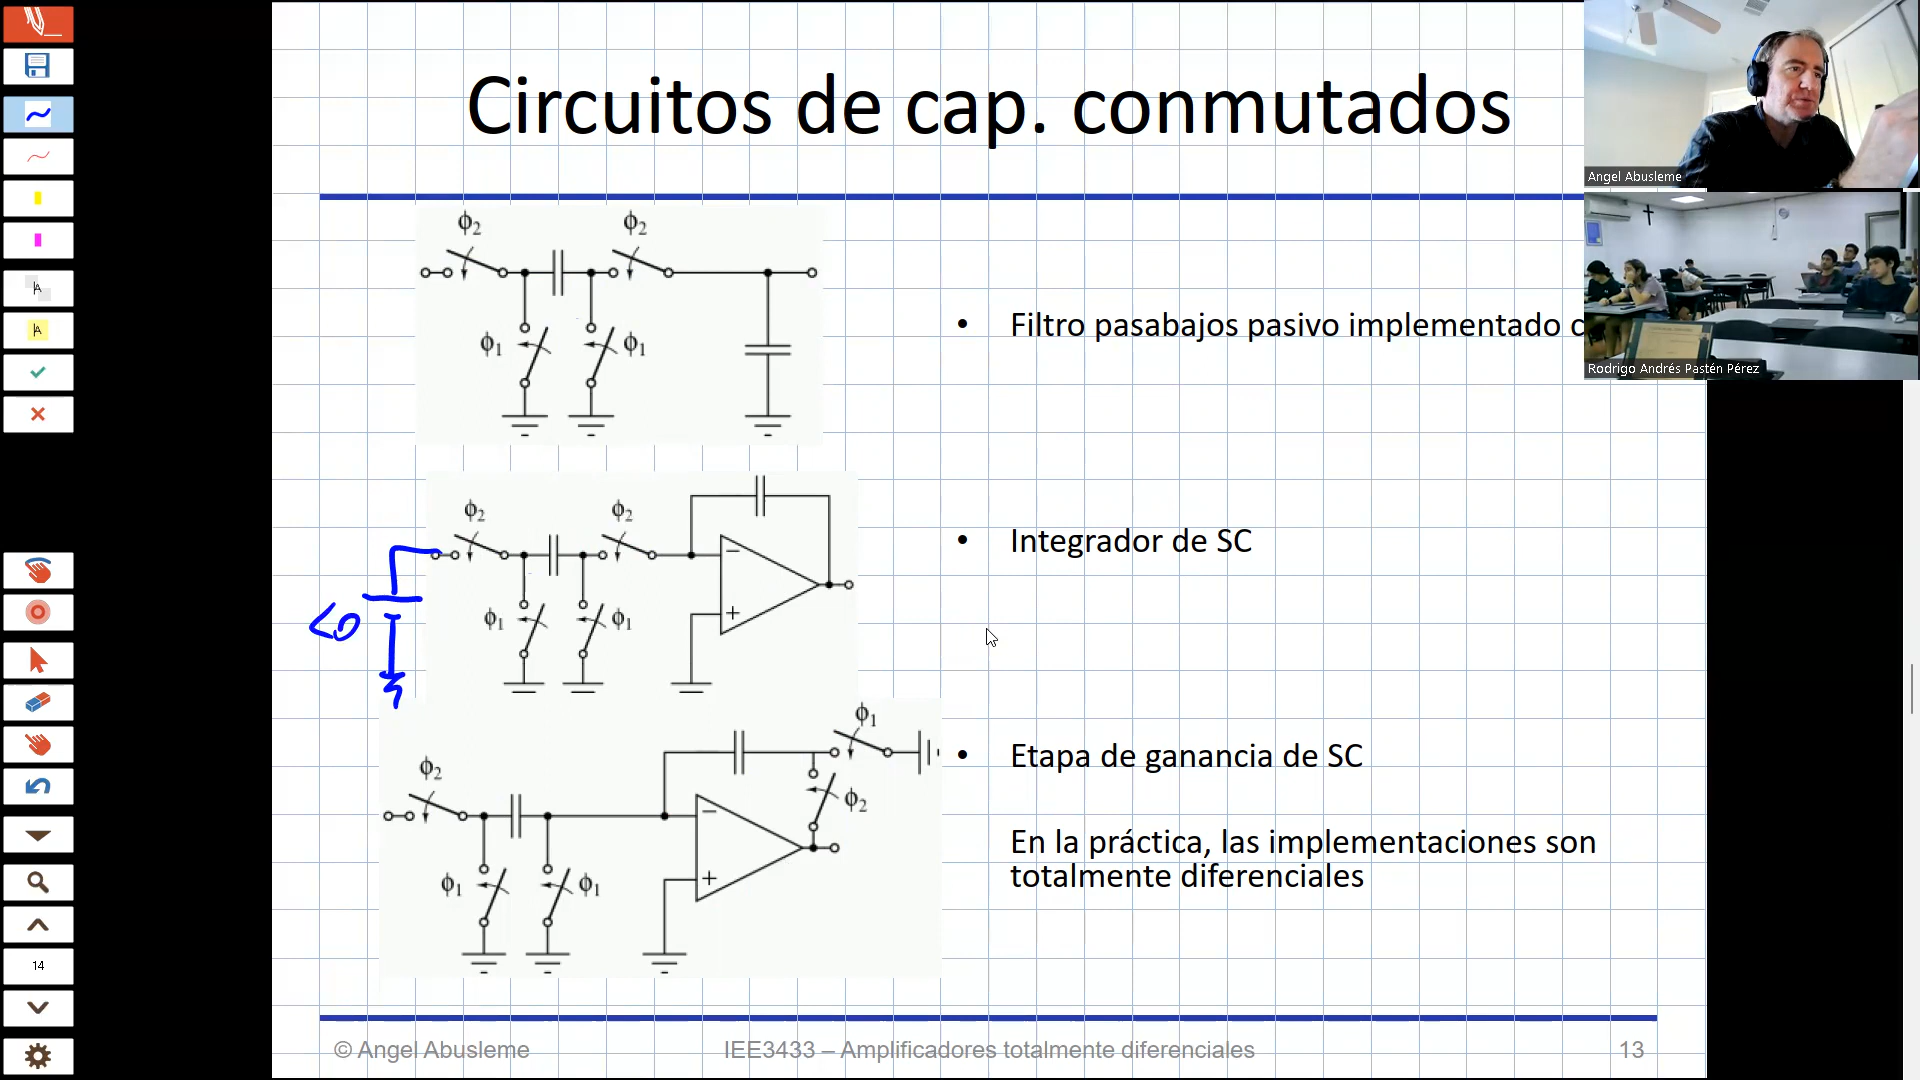 Circuitos de cap. conmutados
Angel Abusleme
Rodrigo Andrés Pastén Pérez
ϕ2
ϕ2
ϕ1
ϕ1
• Filtro pasabajos pasivo implementado
ϕ2
ϕ2
ϕ1
ϕ1
−
+
<0
• Integrador de SC
ϕ1
ϕ2
ϕ2
ϕ1
ϕ1
−
+
• Etapa de ganancia de SC
En la práctica, las implementaciones son
totalmente diferenciales
© Angel Abusleme
IEE3433 – Amplificadores totalmente diferenciales
13
A
A
14